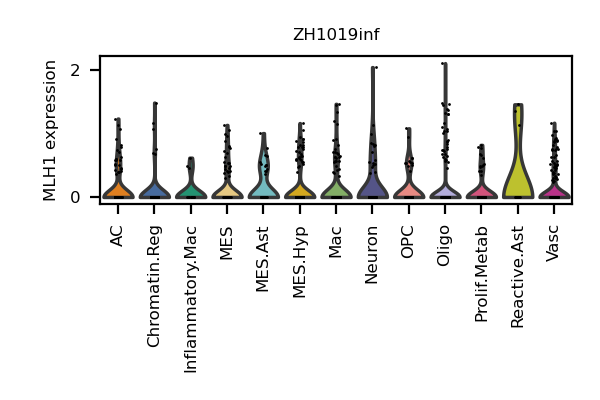 ZH1019inf
MLH1 expression
2
0
AC
Chromatin.Reg
Inflammatory.Mac
MES
MES.Ast
MES.Hyp
Mac
Neuron
OPC
Oligo
Prolif.Metab
Reactive.Ast
Vasc